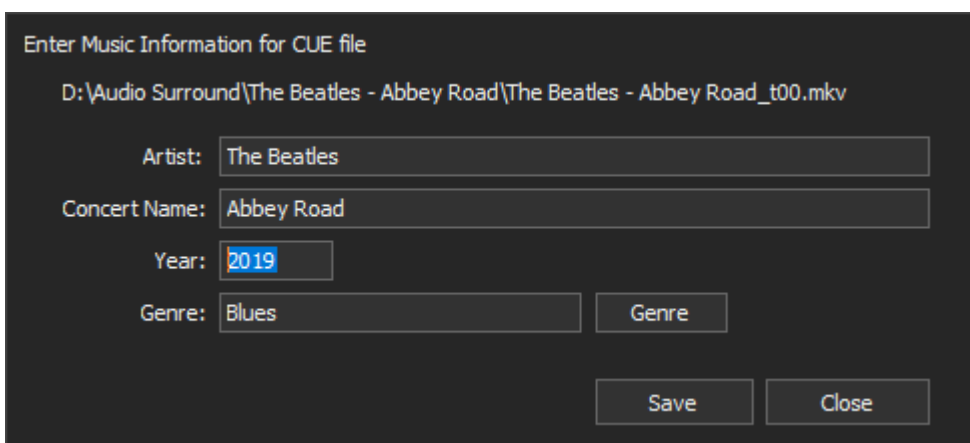 Enter Music Information for CUE file
D:\Audio Surround\The Beatles - Abbey Road\The Beatles - Abbey Road_t00.mkv
Artist: The Beatles
Concert Name: Abbey Road
Year: 2019
Genre: Blues Genre
Save Close